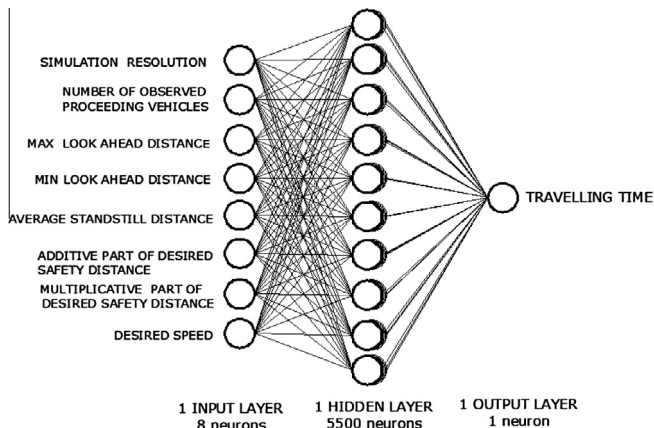 SIMULATION RESOLUTION
NUMBER OF OBSERVED
PROCEEDING VEHICLES
MAX LOOK AHEAD DISTANCE
MIN LOOK AHEAD DISTANCE
AVERAGE STANDSTILL DISTANCE
ADDITIVE PART OF DESIRED
SAFETY DISTANCE
MULTIPLICATIVE PART OF
DESIRED SAFETY DISTANCE
DESIRED SPEED
TRAVELLING TIME
1 INPUT LAYER
8 neurons
1 HIDDEN LAYER
5500 neurons
1 OUTPUT LAYER
1 neuron